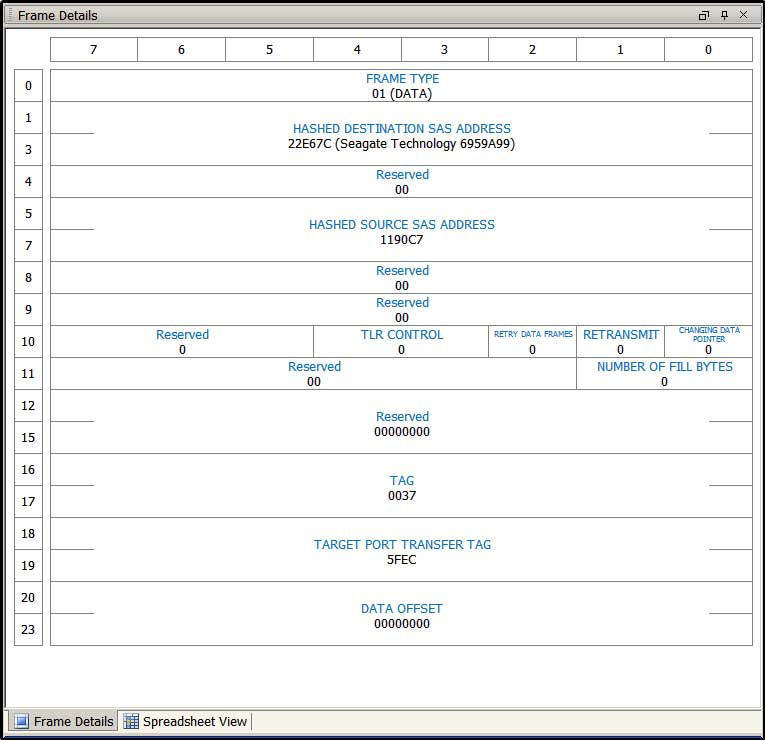 Frame Details
7 6 5 4 3 2 1 0
0 FRAME TYPE
01 (DATA)
1
HASHED DESTINATION SAS ADDRESS
22E67C (Seagate Technology 6959A99)
3
4 Reserved
00
5
HASHED SOURCE SAS ADDRESS
1190C7
7
8 Reserved
00
9 Reserved
00
10 Reserved TLR CONTROL RETRY DATA FRAMES RETRANSMIT CHANGING DATA POINTER
0 0 0 0 0
11 Reserved NUMBER OF FILL BYTES
00 0
12
Reserved
00000000
15
16
TAG
0037
17
18
TARGET PORT TRANSFER TAG
5FEC
19
20
DATA OFFSET
00000000
23
Frame Details Spreadsheet View